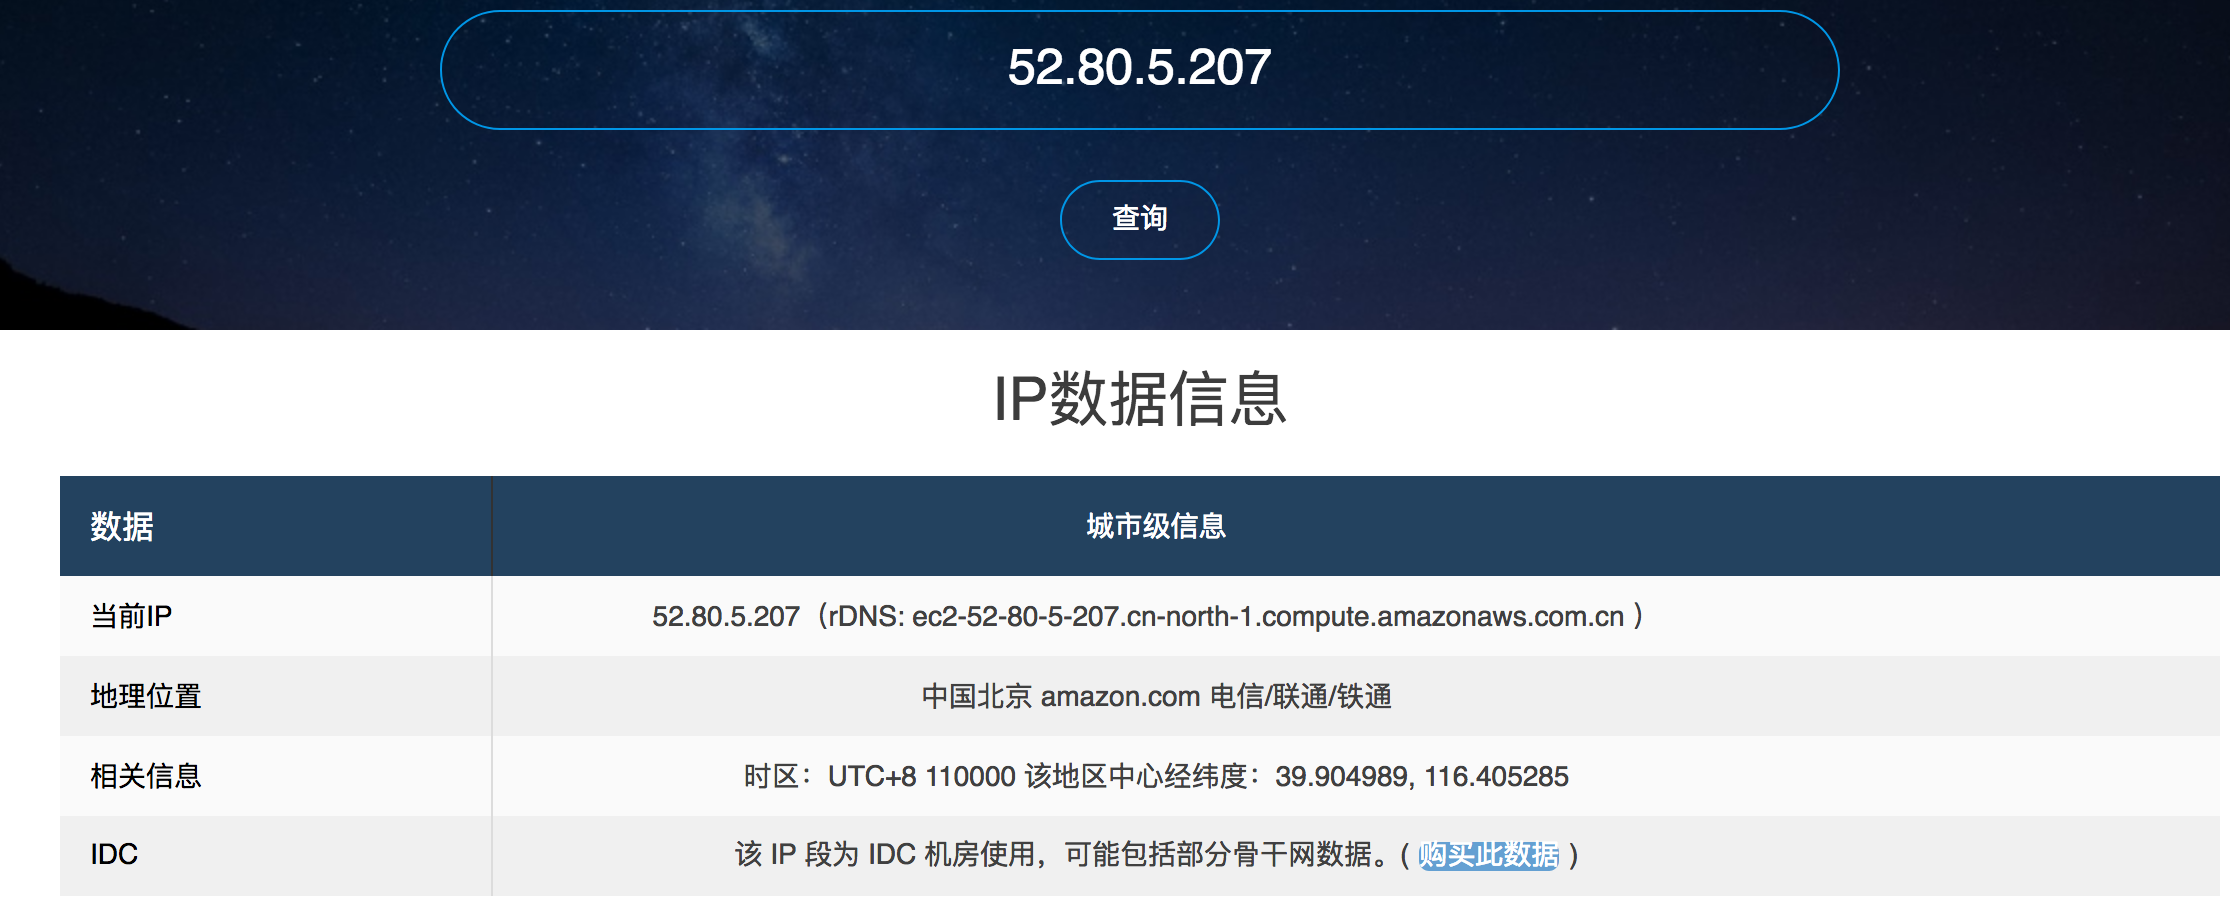 52.80.5.207
查询
IP数据信息
数据 城市级信息
当前IP 52.80.5.207（rDNS: ec2-52-80-5-207.cn-north-1.compute.amazonaws.com.cn ）
地理位置 中国北京 amazon.com 电信/联通/铁通
相关信息 时区：UTC+8 110000 该地区中心经纬度：39.904989, 116.405285
IDC 该 IP 段为 IDC 机房使用，可能包括部分骨干网数据。( 购买此数据 )